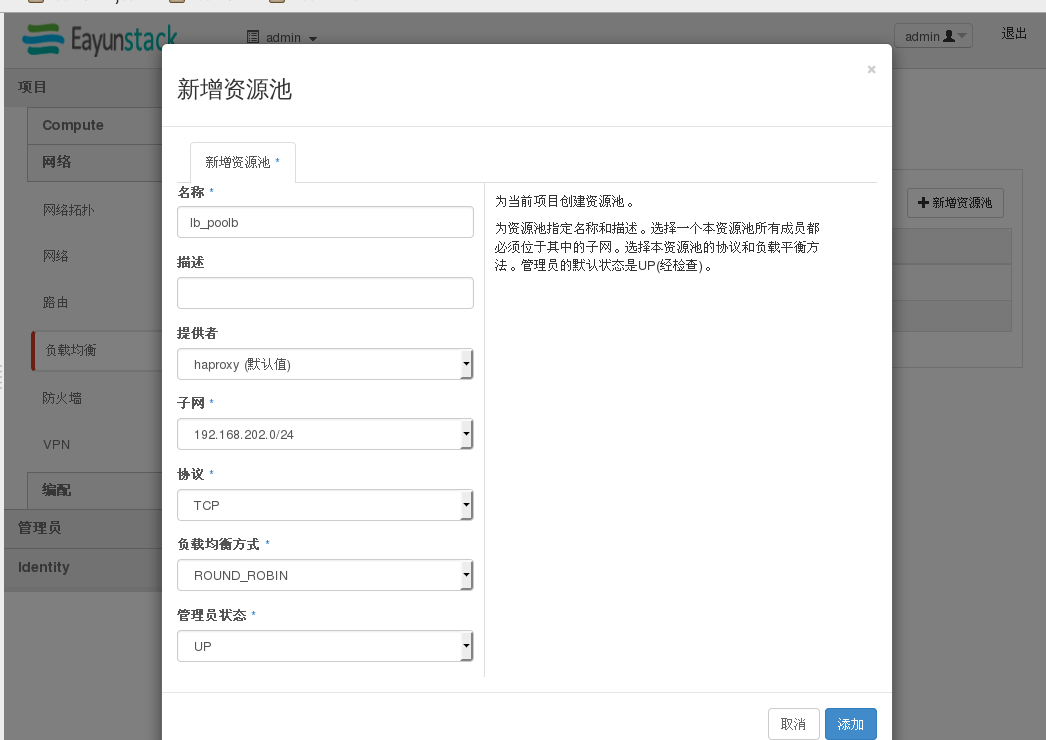 Eayunstack
admin
admin
退出
项目
Compute
网络
网络拓扑
网络
路由
负载均衡
防火墙
VPN
编配
管理员
Identity
新增资源池
新增资源池
×
新增资源池 *
名称 *
lb_poolb
描述
提供者
haproxy (默认值)
子网 *
192.168.202.0/24
协议 *
TCP
负载均衡方式 *
ROUND_ROBIN
管理员状态 *
UP
为当前项目创建资源池。
为资源池指定名称和描述。选择一个本资源池所有成员都
必须位于其中的子网。选择本资源池的协议和负载平衡方
法。管理员的默认状态是UP(经检查)。
取消
添加